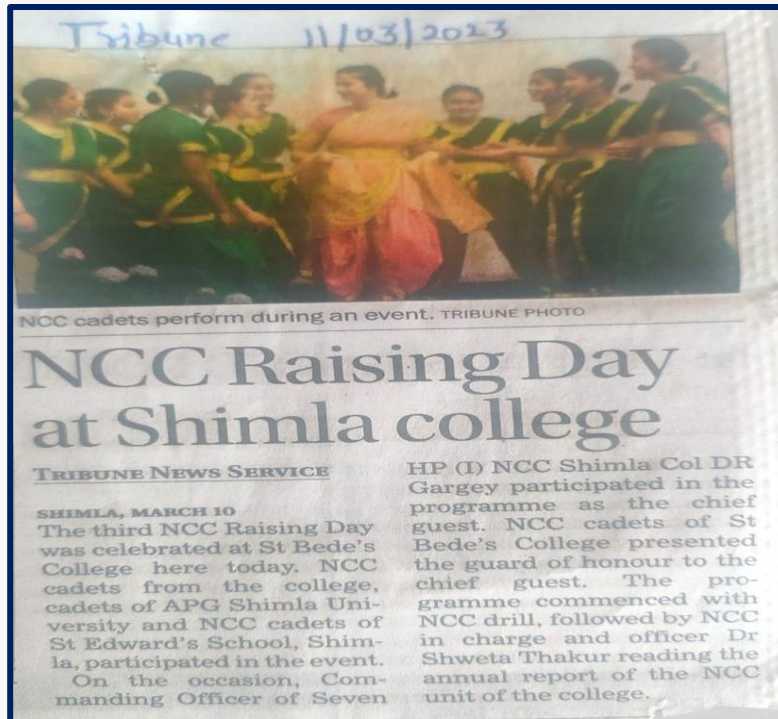 Tribune 11/03/2023
NCC cadets perform during an event. TRIBUNE PHOTO
NCC Raising Day
at Shimla college
TRIBUNE NEWS SERVICE
SHIMLA, MARCH 10
The third NCC Raising Day
was celebrated at St Bede's
College here today. NCC
cadets from the college,
cadets of APG Shimla Uni-
versity and NCC cadets of
St Edward's School, Shim-
la, participated in the event.
On the occasion, Com-
manding Officer of Seven
HP (I) NCC Shimla Col DR
Gargey participated in the
programme as the chief
guest. NCC cadets of St
Bede's College presented
the guard of honour to the
chief guest. The pro-
gramme commenced with
NCC drill, followed by NCC
in charge and officer Dr
Shweta Thakur reading the
annual report of the NCC
unit of the college.